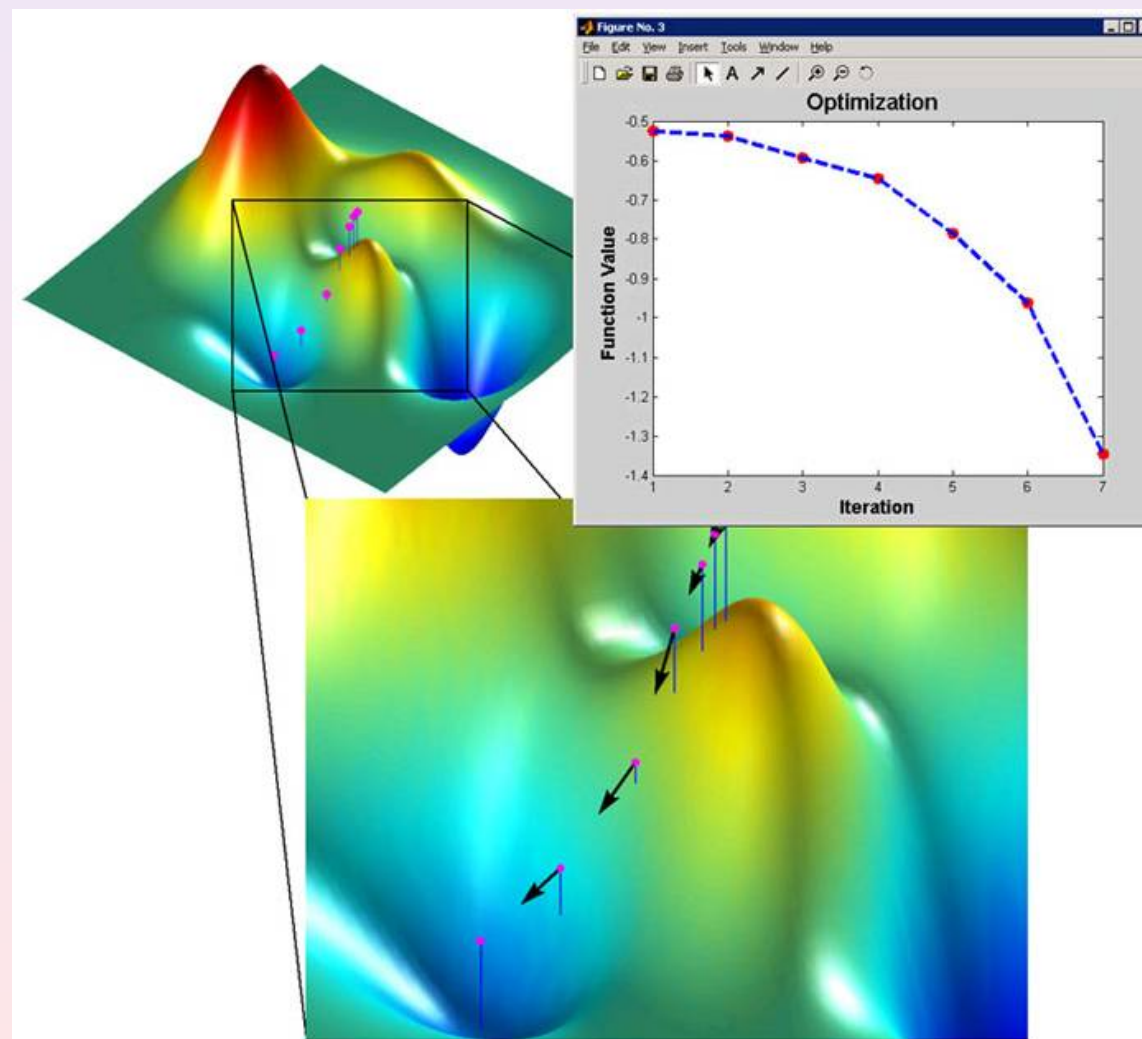 Figure No. 3
File Edit View Insert Tools Window Help
A
Optimization
-0.5
-0.6
-0.7
-0.8
-0.9
-1
-1.1
-1.2
-1.3
-1.4
Function Value
1 2 3 4 5 6 7
Iteration